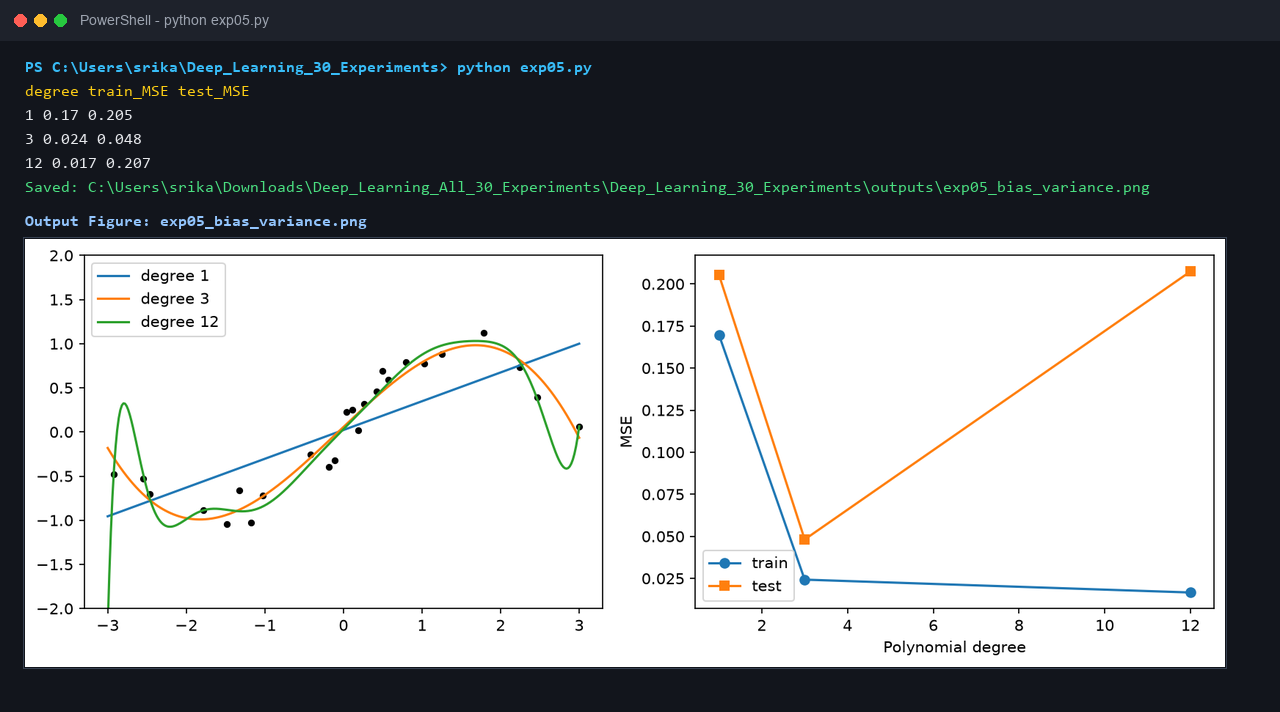 PowerShell - python exp05.py
PS C:\Users\srika\Deep_Learning_30_Experiments> python exp05.py
degree train_MSE test_MSE
1 0.17 0.205
3 0.024 0.048
12 0.017 0.207
Saved: C:\Users\srika\Downloads\Deep_Learning_All_30_Experiments\Deep_Learning_30_Experiments\outputs\exp05_bias_variance.png
Output Figure: exp05_bias_variance.png
degree 1
degree 3
degree 12
2.0
1.5
1.0
0.5
0.0
−0.5
−1.0
−1.5
−2.0
−3 −2 −1 0 1 2 3
MSE
0.200
0.175
0.150
0.125
0.100
0.075
0.050
0.025
train
test
2 4 6 8 10 12
Polynomial degree